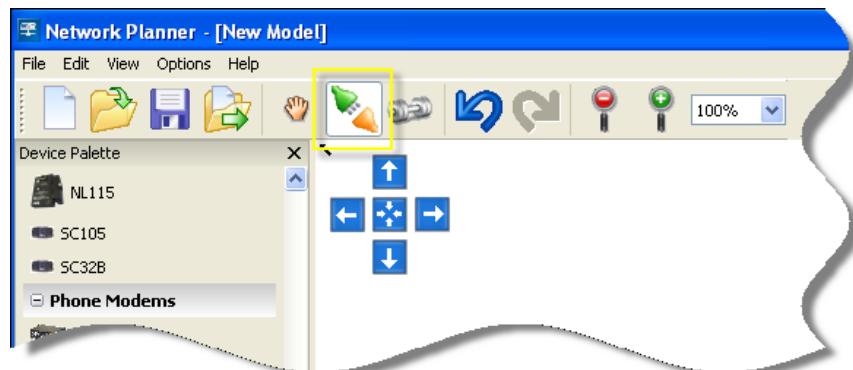 Network Planner - [New Model]
File Edit View Options Help
100%
Device Palette X
NL115
SC105
SC32B
Phone Modems